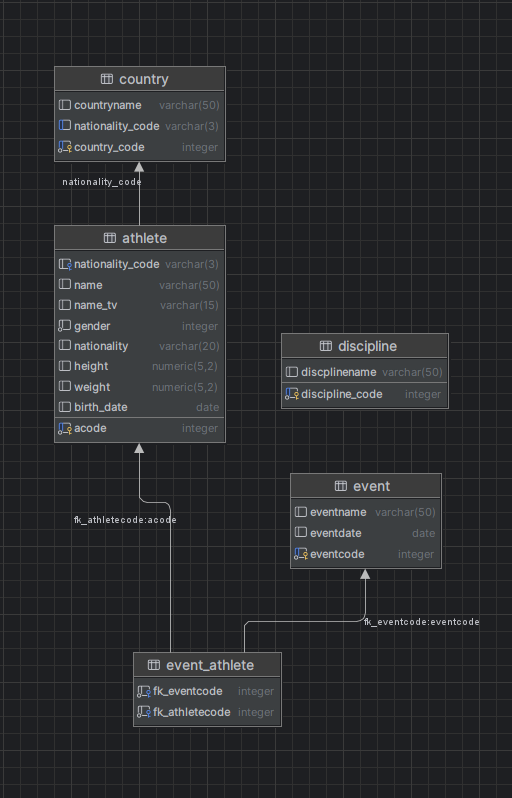 country
countryname varchar(50)
nationality_code varchar(3)
country_code integer
nationality_code
athlete
nationality_code varchar(3)
name varchar(50)
name_tv varchar(15)
gender integer
nationality varchar(20)
height numeric(5,2)
weight numeric(5,2)
birth_date date
acode integer
discipline
discplinename varchar(50)
discipline_code integer
event
eventname varchar(50)
eventdate date
eventcode integer
fk_athletecode:acode
fk_eventcode:eventcode
event_athlete
fk_eventcode integer
fk_athletecode integer